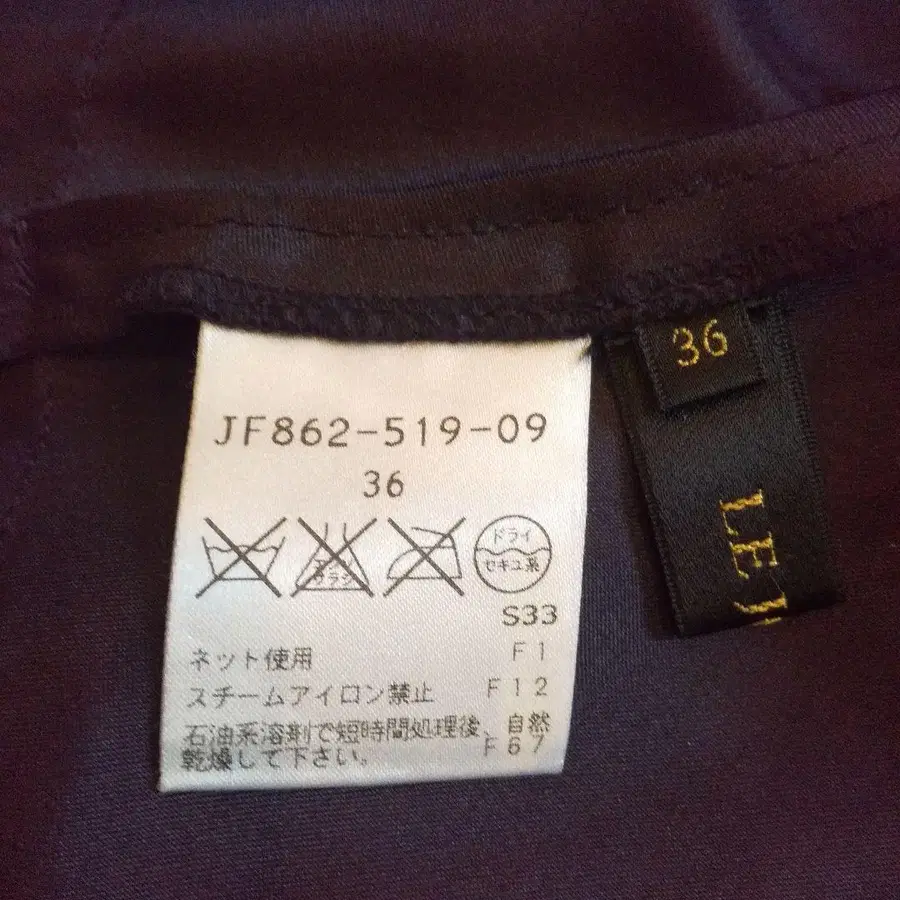 JF862-519-09
36
ドライ
セキユ系
S33
ネット使用 F1
スチームアイロン禁止 F12
石油系溶剤で短時間処理後、自然
乾燥して下さい。 F67
36
LE